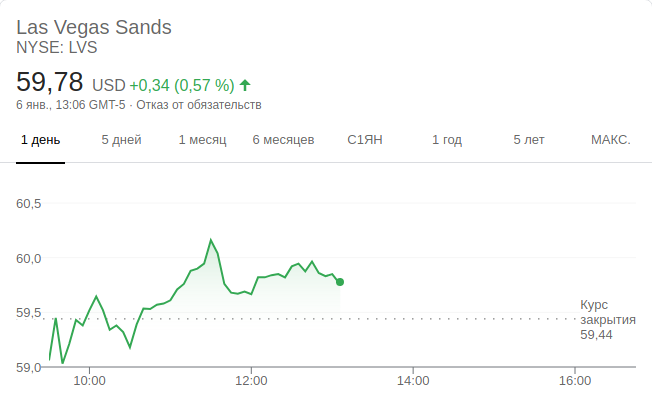 Las Vegas Sands
NYSE: LVS
59,78 USD +0,34 (0,57 %)
6 янв., 13:06 GMT-5 · Отказ от обязательств
1 день 5 дней 1 месяц 6 месяцев С1ЯН 1 год 5 лет МАКС.
60,5
60,0
59,5
59,0
Курс
закрытия
59,44
10:00 12:00 14:00 16:00